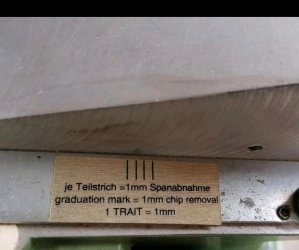 je Teilstrich =1mm Spanabnahme
graduation mark = 1mm chip removal
1 TRAIT = 1mm